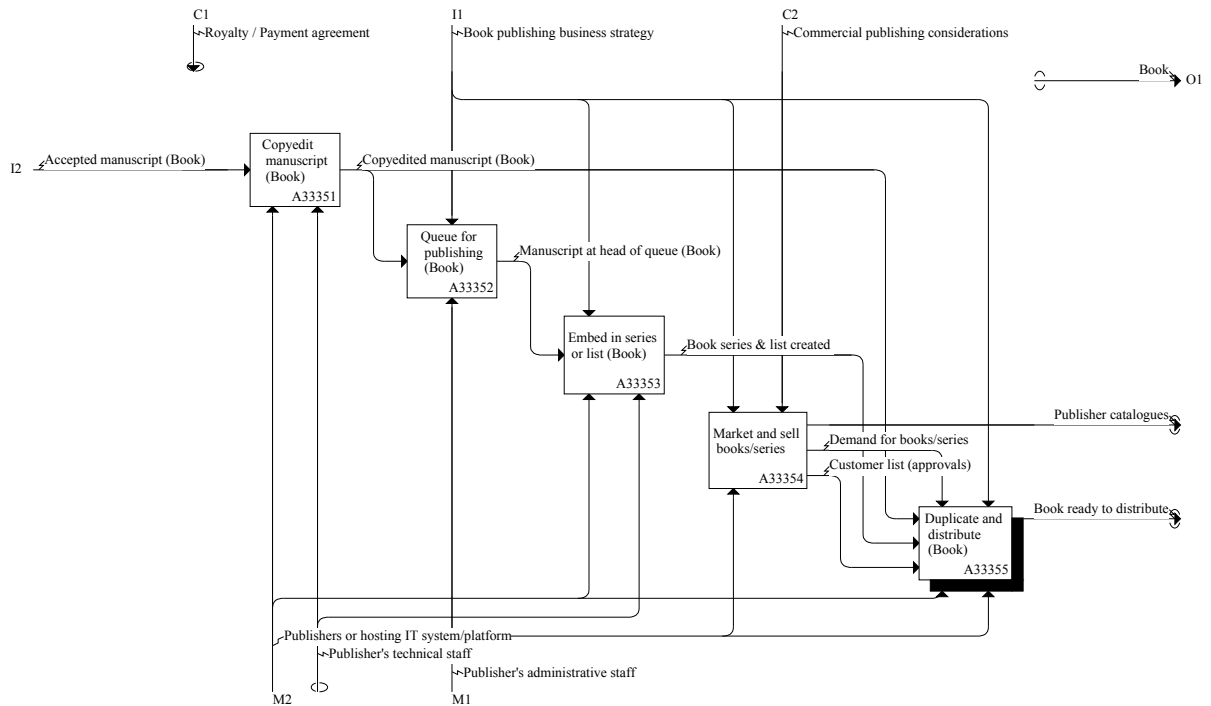 C1
I1
C2
Royalty / Payment agreement
Book publishing business strategy
Commercial publishing considerations
Book
O1
Copyedit
manuscript
(Book)
A33351
I2
Accepted manuscript (Book)
Copyedited manuscript (Book)
Queue for
publishing
(Book)
A33352
Manuscript at head of queue (Book)
Embed in series
or list (Book)
A33353
Book series & list created
Market and sell
books/series
A33354
Publisher catalogues
Demand for books/series
Customer list (approvals)
Duplicate and
distribute
(Book)
A33355
Book ready to distribute
Publishers or hosting IT system/platform
Publisher's technical staff
Publisher's administrative staff
M2
M1